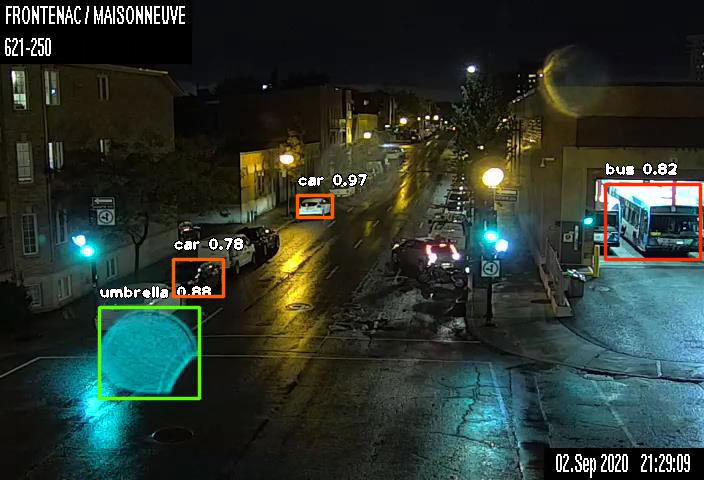 FRONTENAC / MAISONNEUVE
621-250
bus 0.82
car 0.97
car 0.78
umbrella 0.88
02.Sep 2020 21:29:09